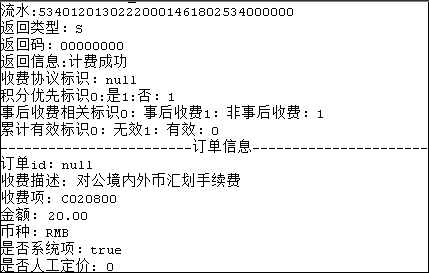 流水:5340120130222000146180253400000
返回类型: S
返回码: 00000000
返回信息:计费成功
收费协议标识: null
积分优先标识0:是1:否: 1
事后收费相关标识0: 事后收费1: 非事后收费: 1
累计有效标识0: 无效1: 有效: 0
------------------------订单信息------------------------
订单id: null
收费描述: 对公境内外币汇划手续费
收费项: C020800
金额: 20.00
币种: RMB
是否系统项: true
是否人工定价: 0